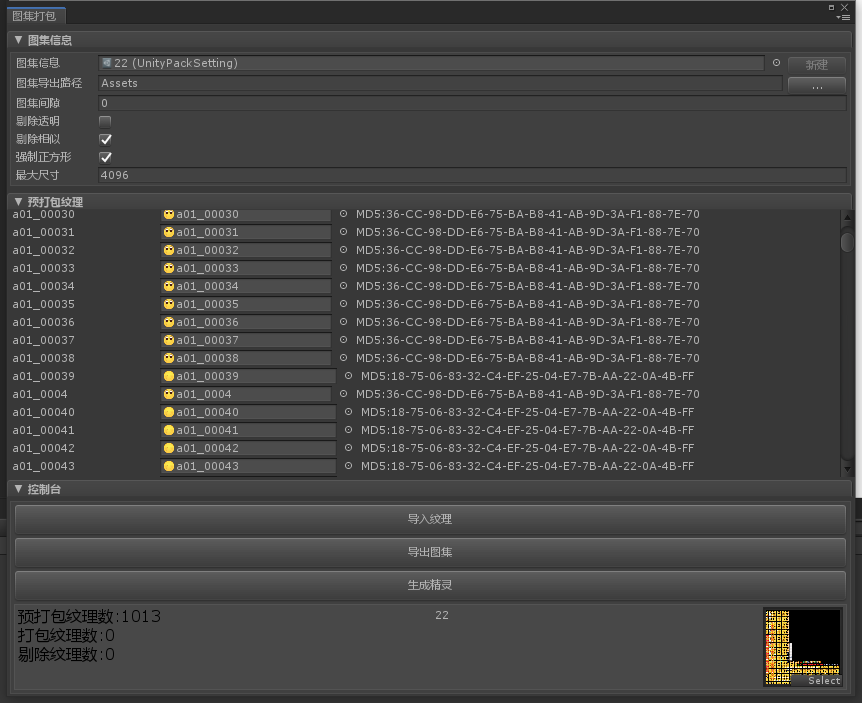 图集打包
▼ 图集信息
图集信息 22 (UnityPackSetting) 新建
图集导出路径 Assets ...
图集间隙 0
剔除透明
剔除相似
强制正方形
最大尺寸 4096
▼ 预打包纹理
a01_00030 a01_00030 MD5:36-CC-98-DD-E6-75-BA-B8-41-AB-9D-3A-F1-88-7E-70
a01_00031 a01_00031 MD5:36-CC-98-DD-E6-75-BA-B8-41-AB-9D-3A-F1-88-7E-70
a01_00032 a01_00032 MD5:36-CC-98-DD-E6-75-BA-B8-41-AB-9D-3A-F1-88-7E-70
a01_00033 a01_00033 MD5:36-CC-98-DD-E6-75-BA-B8-41-AB-9D-3A-F1-88-7E-70
a01_00034 a01_00034 MD5:36-CC-98-DD-E6-75-BA-B8-41-AB-9D-3A-F1-88-7E-70
a01_00035 a01_00035 MD5:36-CC-98-DD-E6-75-BA-B8-41-AB-9D-3A-F1-88-7E-70
a01_00036 a01_00036 MD5:36-CC-98-DD-E6-75-BA-B8-41-AB-9D-3A-F1-88-7E-70
a01_00037 a01_00037 MD5:36-CC-98-DD-E6-75-BA-B8-41-AB-9D-3A-F1-88-7E-70
a01_00038 a01_00038 MD5:36-CC-98-DD-E6-75-BA-B8-41-AB-9D-3A-F1-88-7E-70
a01_00039 a01_00039 MD5:18-75-06-83-32-C4-EF-25-04-E7-7B-AA-22-0A-4B-FF
a01_0004 a01_0004 MD5:36-CC-98-DD-E6-75-BA-B8-41-AB-9D-3A-F1-88-7E-70
a01_00040 a01_00040 MD5:18-75-06-83-32-C4-EF-25-04-E7-7B-AA-22-0A-4B-FF
a01_00041 a01_00041 MD5:18-75-06-83-32-C4-EF-25-04-E7-7B-AA-22-0A-4B-FF
a01_00042 a01_00042 MD5:18-75-06-83-32-C4-EF-25-04-E7-7B-AA-22-0A-4B-FF
a01_00043 a01_00043 MD5:18-75-06-83-32-C4-EF-25-04-E7-7B-AA-22-0A-4B-FF
▼ 控制台
导入纹理
导出图集
生成精灵
预打包纹理数:1013 22
打包纹理数:0
剔除纹理数:0
Select